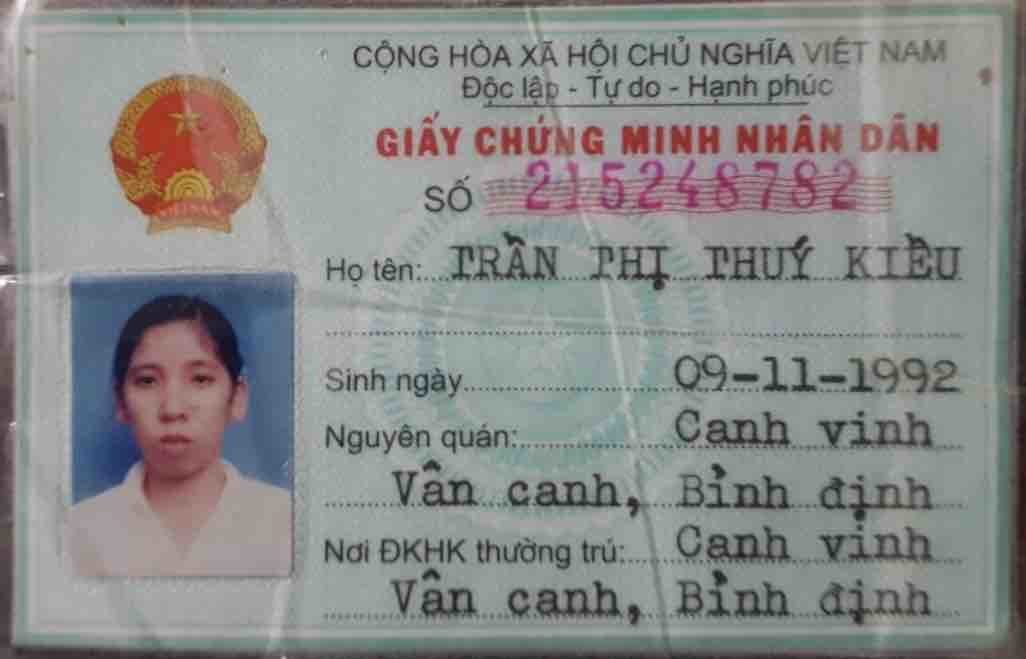 CỘNG HÒA XÃ HỘI CHỦ NGHĨA VIỆT NAM
Độc lập - Tự do - Hạnh phúc
GIẤY CHỨNG MINH NHÂN DÂN
SỐ 215248782
Họ tên: TRẦN THỊ THUÝ KIỀU
Sinh ngày 09-11-1992
Nguyên quán: Canh vinh
Vân canh, Bình định
Nơi ĐKHK thường trú: Canh vinh
Vân canh, Bình định
VIỆT NAM